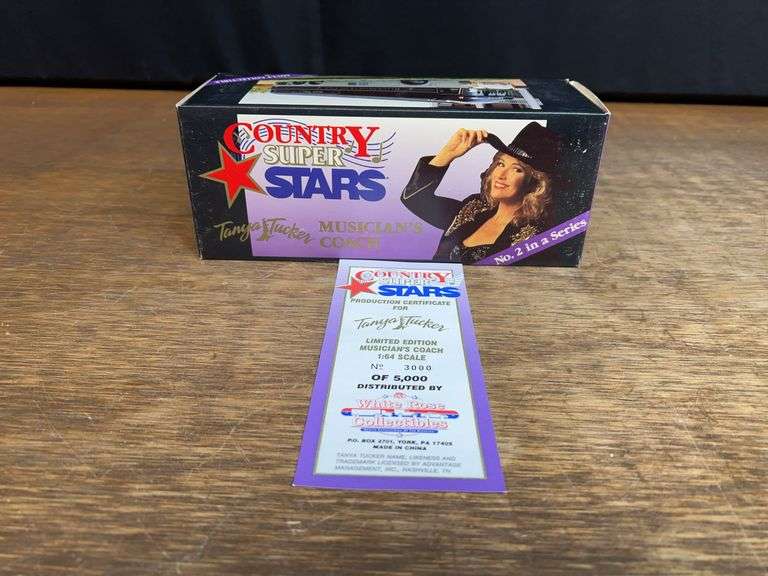 COUNTRY
SUPER
STARS
Tanya Tucker
MUSICIAN'S
COACH
No. 2 in a Series
COUNTRY
SUPER
STARS
PRODUCTION CERTIFICATE
FOR
Tanya Tucker
LIMITED EDITION
MUSICIAN'S COACH
1:64 SCALE
No 3000
OF 5,000
DISTRIBUTED BY
White Rose
Collectibles
P.O. BOX 2701, YORK, PA 17405
MADE IN CHINA
TANYA TUCKER NAME, LIKENESS AND
TRADEMARK LICENSED BY ADVANTAGE
MANAGEMENT, INC., NASHVILLE, TN